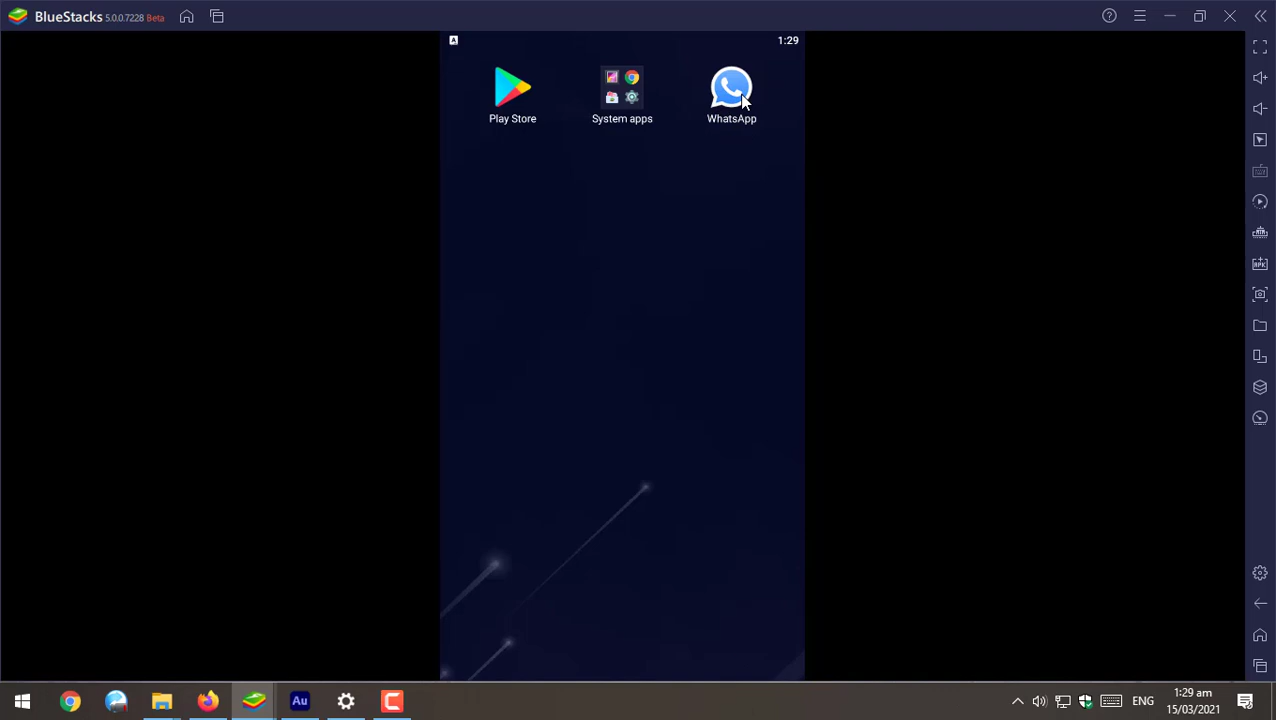 BlueStacks 5.0.0.7228 Beta
1:29
Play Store
System apps
WhatsApp
Au
ENG
1:29 am
15/03/2021